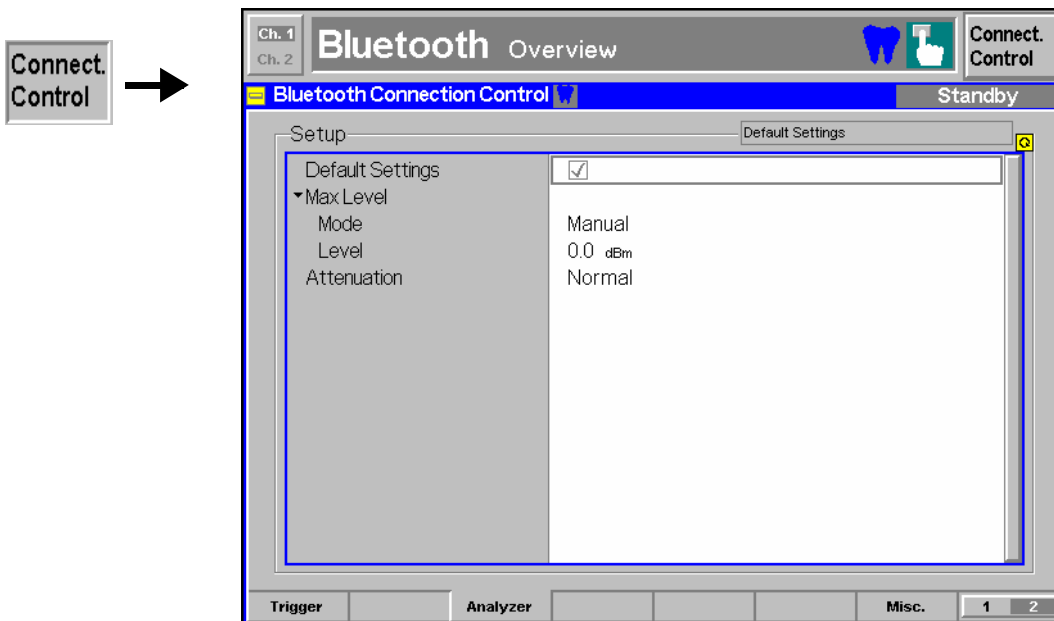 Connect.
Control
Ch. 1
Ch. 2
Bluetooth Overview
Connect.
Control
Bluetooth Connection Control
Standby
Setup
Default Settings
Default Settings
Max Level
Mode Manual
Level 0.0 dBm
Attenuation Normal
Trigger Analyzer Misc. 1 2